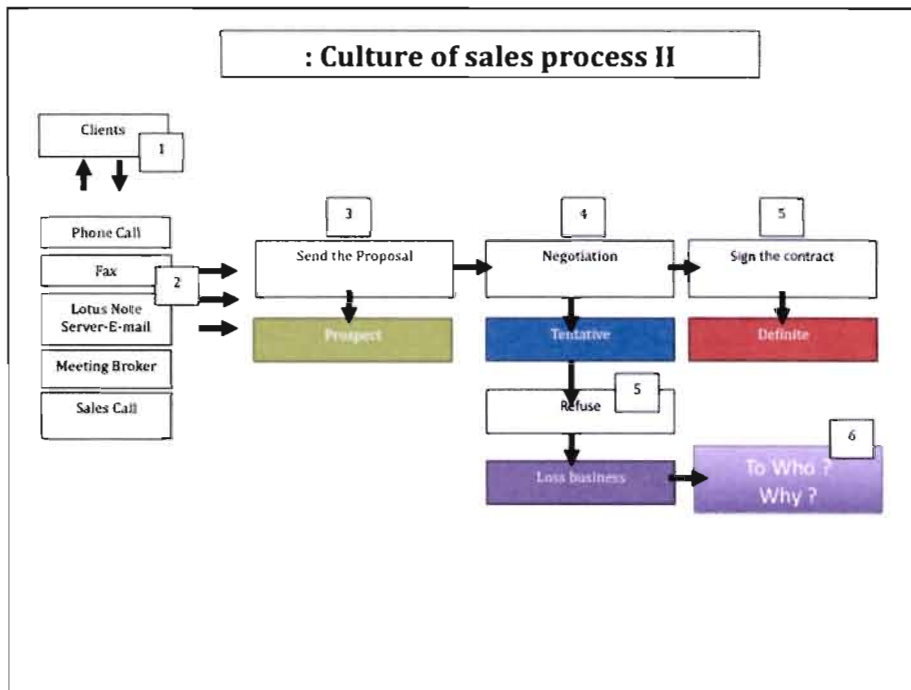 : Culture of sales process II
Clients
1
Phone Call
Fax
2
Lotus Note
Server-E-mail
Meeting Broker
Sales Call
3
Send the Proposal
Prospect
4
Negotiation
Tentative
5
Refuse
Loss business
5
Sign the contract
Definite
6
To Who ?
Why ?